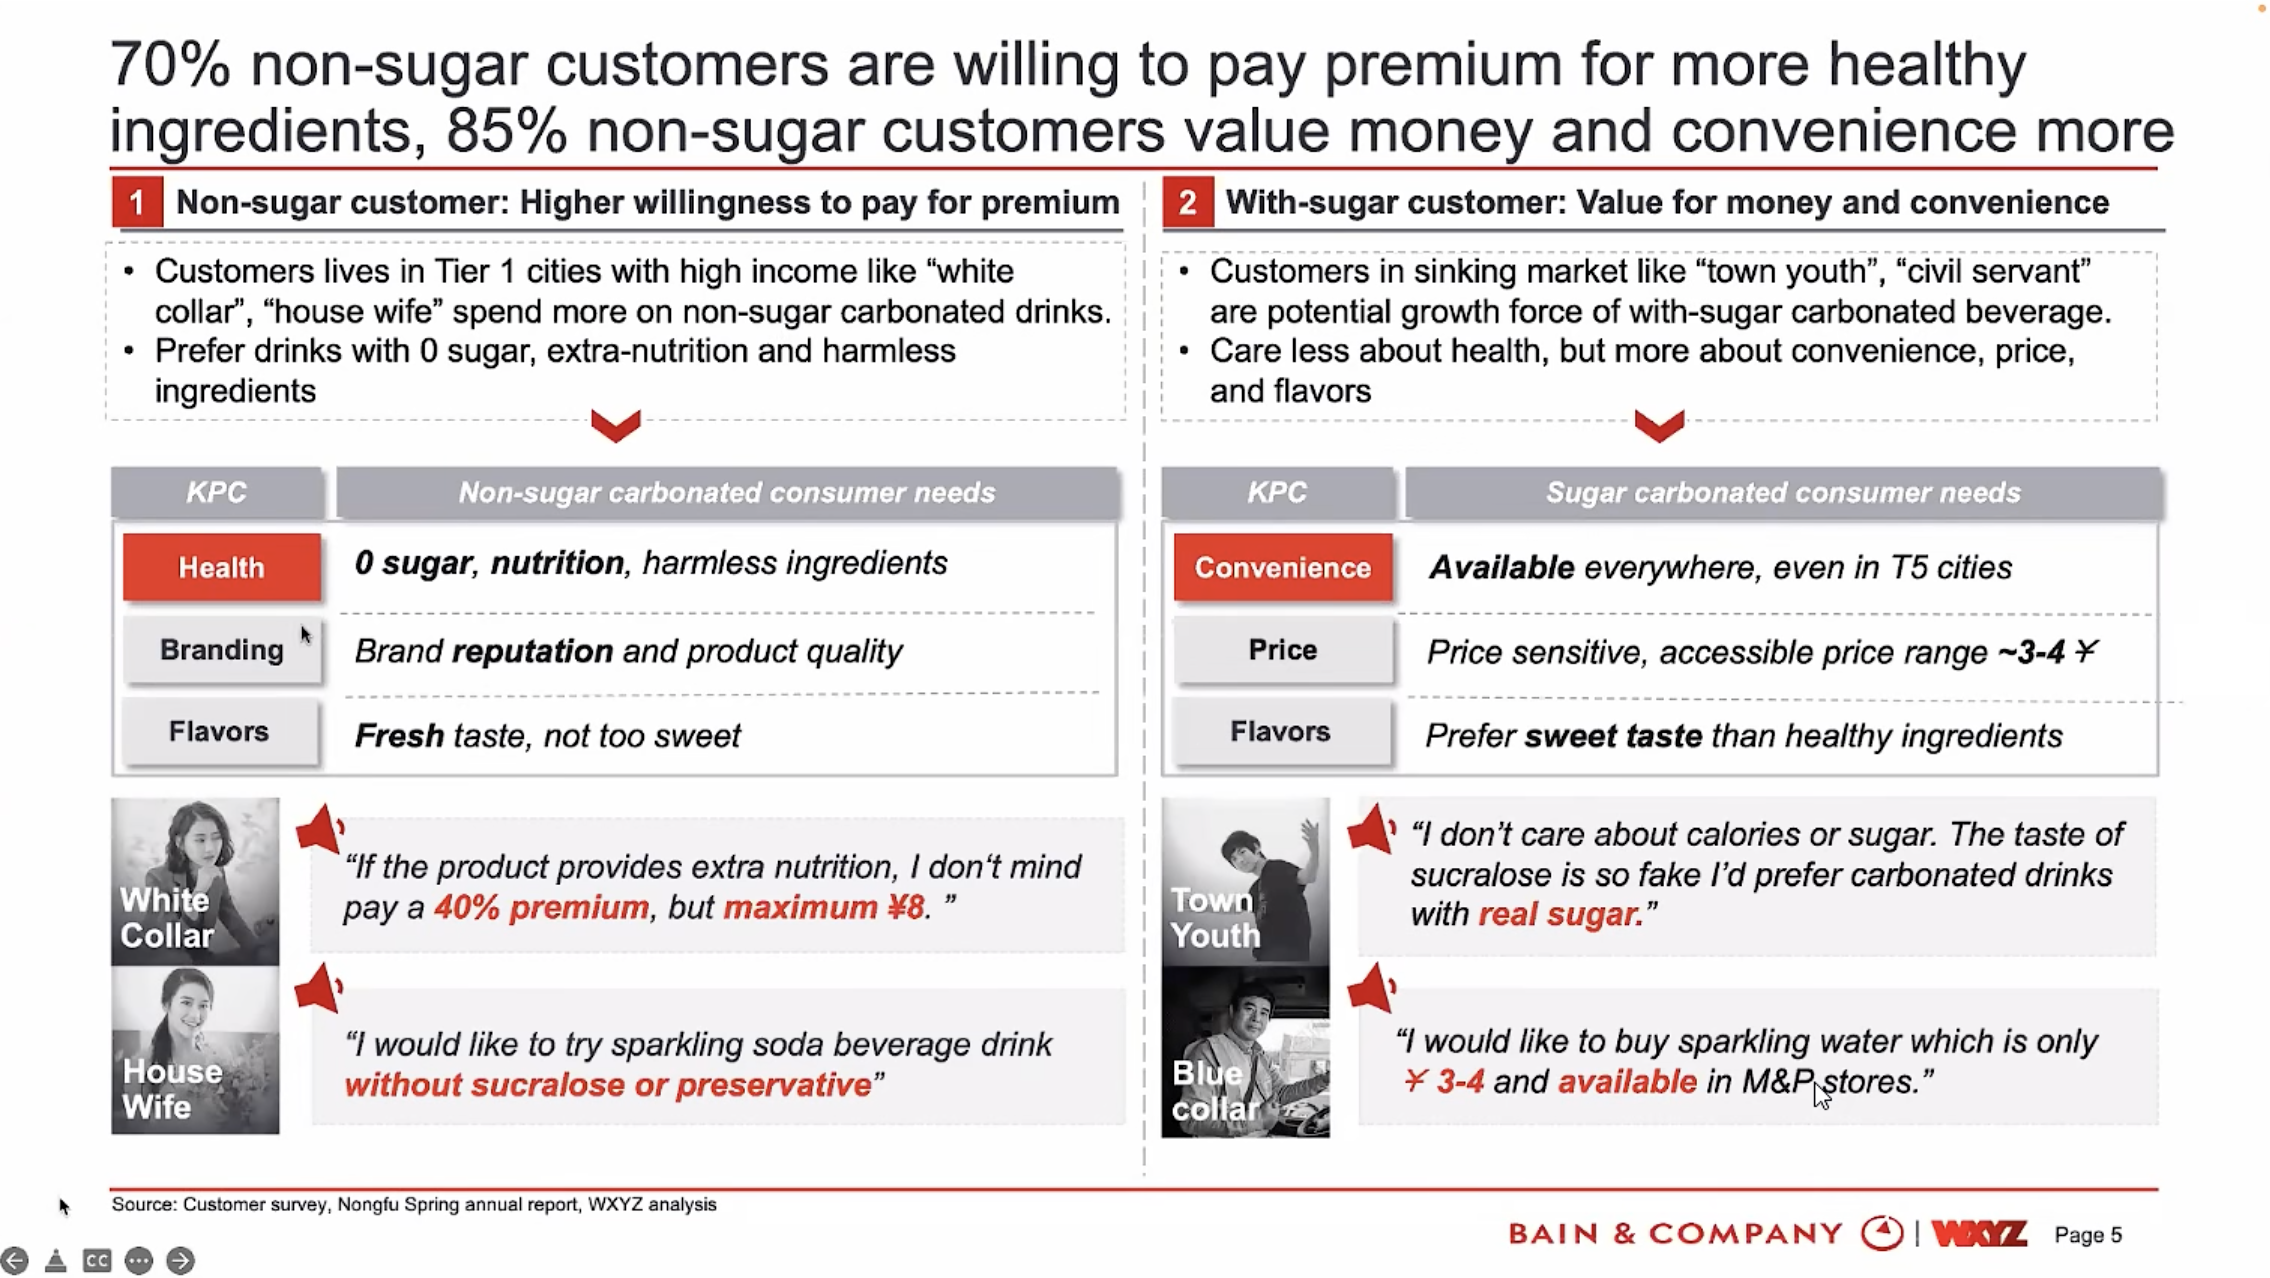 70% non-sugar customers are willing to pay premium for more healthy
ingredients, 85% non-sugar customers value money and convenience more
1 Non-sugar customer: Higher willingness to pay for premium
• Customers lives in Tier 1 cities with high income like “white
collar”, “house wife” spend more on non-sugar carbonated drinks.
• Prefer drinks with 0 sugar, extra-nutrition and harmless
ingredients
KPC Non-sugar carbonated consumer needs
Health 0 sugar, nutrition, harmless ingredients
Branding Brand reputation and product quality
Flavors Fresh taste, not too sweet
White
Collar
“If the product provides extra nutrition, I don‘t mind
pay a 40% premium, but maximum ¥8. ”
House
Wife
“I would like to try sparkling soda beverage drink
without sucralose or preservative”
2 With-sugar customer: Value for money and convenience
• Customers in sinking market like “town youth”, “civil servant”
are potential growth force of with-sugar carbonated beverage.
• Care less about health, but more about convenience, price,
and flavors
KPC Sugar carbonated consumer needs
Convenience Available everywhere, even in T5 cities
Price Price sensitive, accessible price range ~3-4 ¥
Flavors Prefer sweet taste than healthy ingredients
Town
Youth
“I don’t care about calories or sugar. The taste of
sucralose is so fake I’d prefer carbonated drinks
with real sugar.”
Blue
collar
“I would like to buy sparkling water which is only
¥ 3-4 and available in M&P stores.”
Source: Customer survey, Nongfu Spring annual report, WXYZ analysis
BAIN & COMPANY | WXYZ Page 5
CC